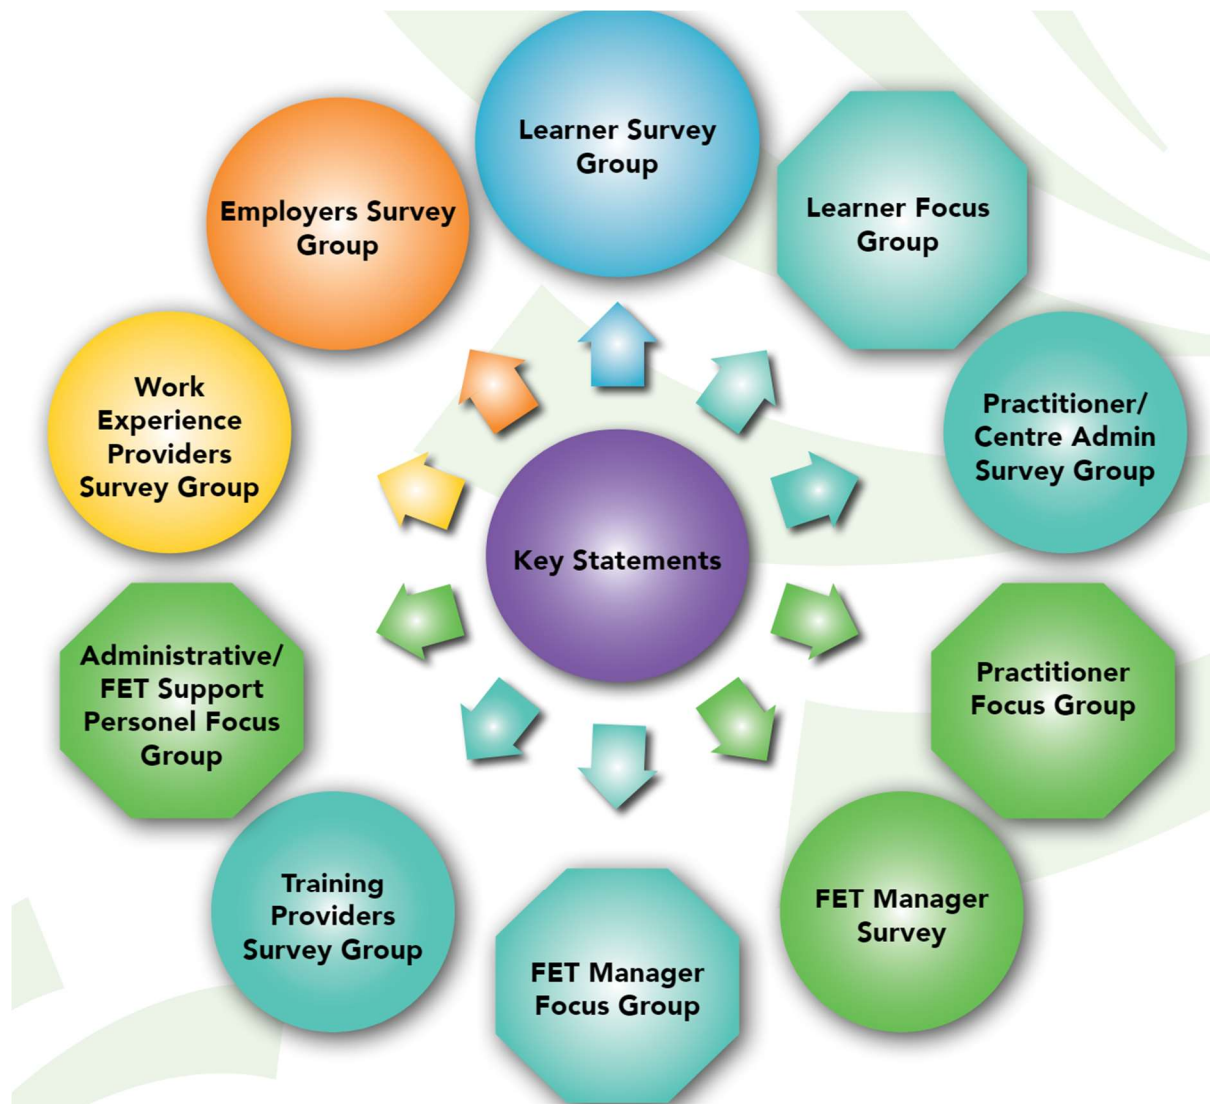 Learner Survey
Group
Learner Focus
Group
Practitioner/
Centre Admin
Survey Group
Practitioner
Focus Group
FET Manager
Survey
FET Manager
Focus Group
Training
Providers
Survey Group
Administrative/
FET Support
Personel Focus
Group
Work
Experience
Providers
Survey Group
Employers Survey
Group
Key Statements